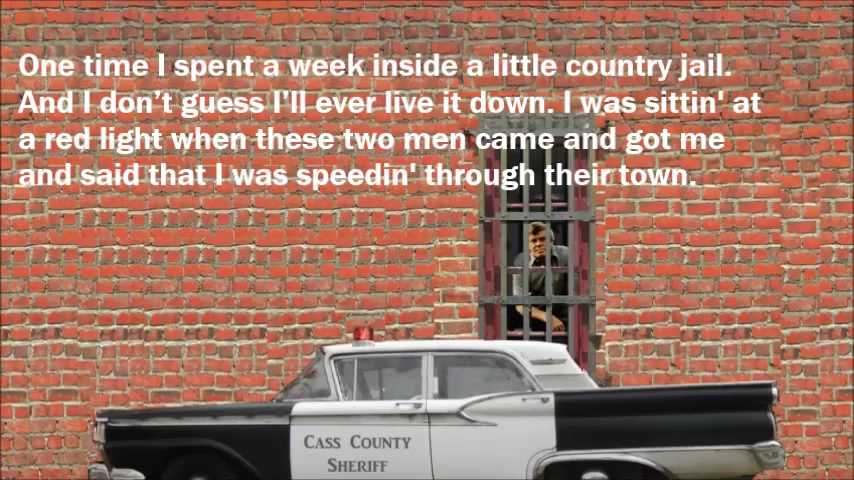 One time I spent a week inside a little country jail.
And I don’t guess I’ll ever live it down. I was sittin' at
a red light when these two men came and got me
and said that I was speedin' through their town.
CASS COUNTY
SHERIFF